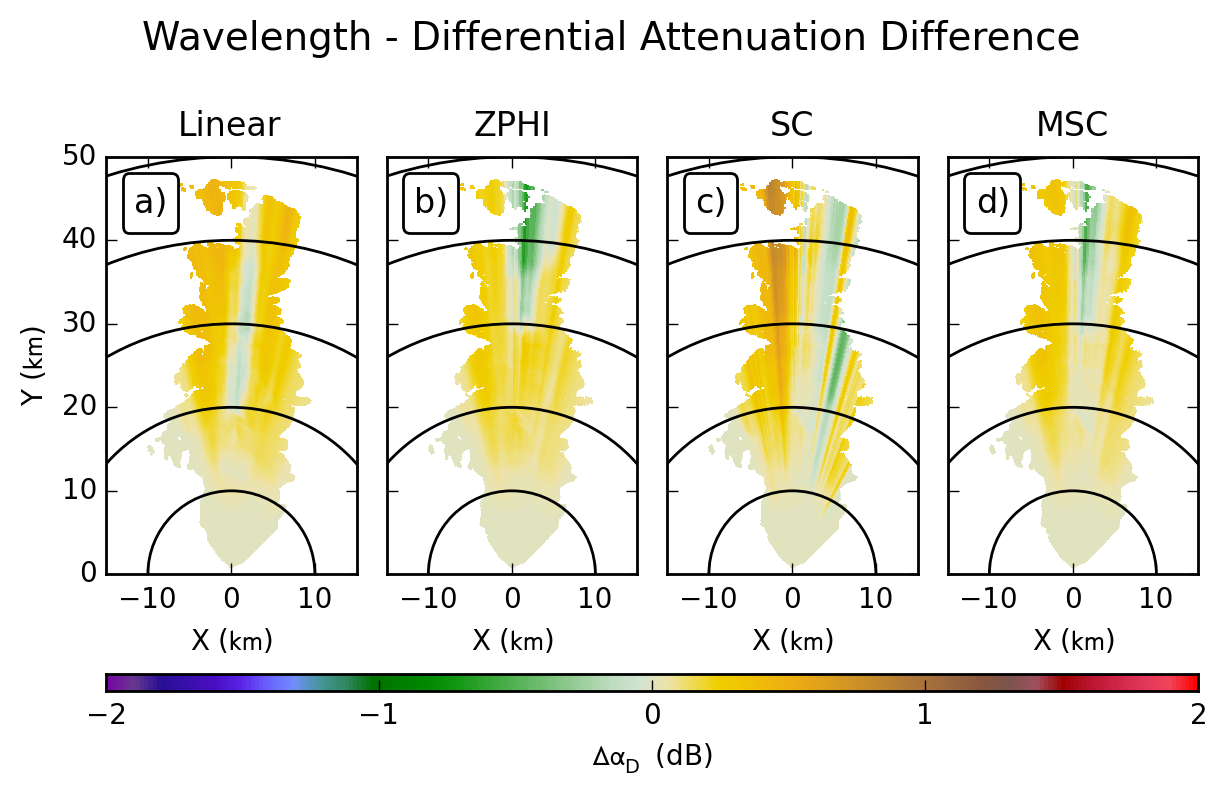 Wavelength - Differential Attenuation Difference
Linear ZPHI SC MSC
a) b) c) d)
50
40
30
20
10
0
Y (km)
−10 0 10 −10 0 10 −10 0 10 −10 0 10
X (km) X (km) X (km) X (km)
−2 −1 0 1 2
Δα_D (dB)